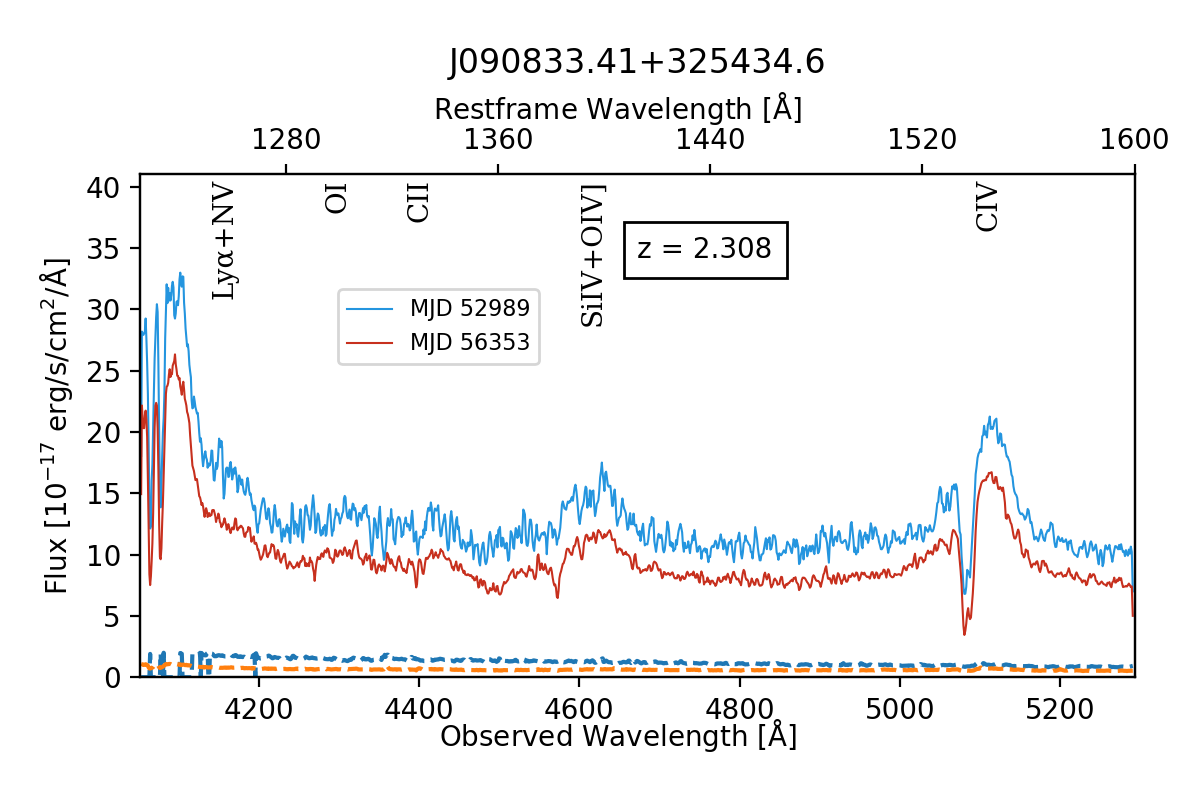 J090833.41+325434.6
Restframe Wavelength [Å]
1280 1360 1440 1520 1600
40
35
30
25
20
15
10
5
0
Flux [10⁻¹⁷ erg/s/cm²/Å]
Lyα+NV
OI
CII
SiIV+OIV]
CIV
z = 2.308
MJD 52989
MJD 56353
4200 4400 4600 4800 5000 5200
Observed Wavelength [Å]